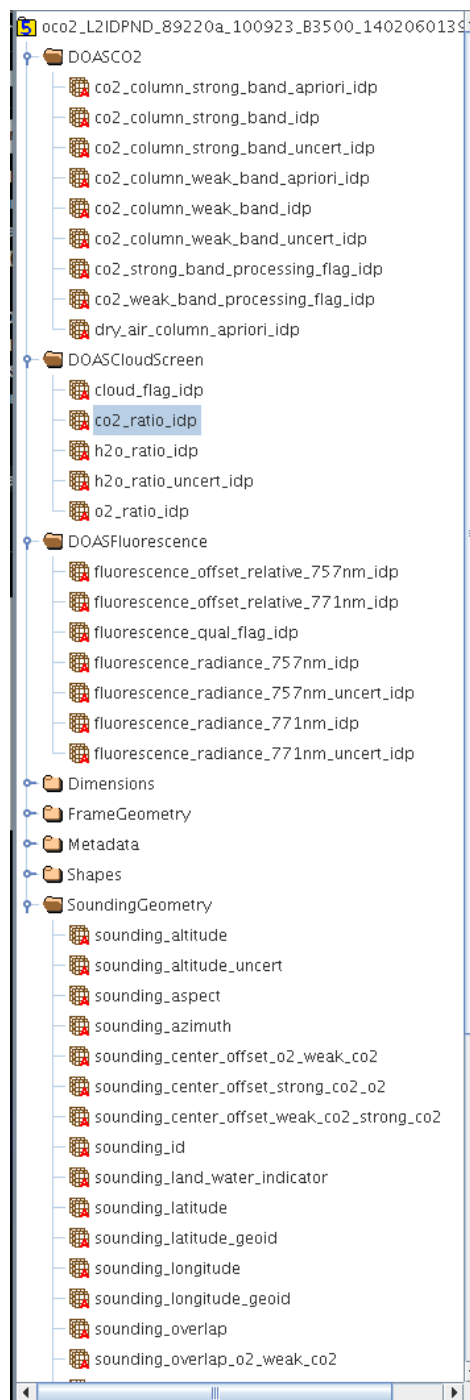 oco2_L2IDPND_89220a_100923_B3500_1402060139
DOASCO2
co2_column_strong_band_apriori_idp
co2_column_strong_band_idp
co2_column_strong_band_uncert_idp
co2_column_weak_band_apriori_idp
co2_column_weak_band_idp
co2_column_weak_band_uncert_idp
co2_strong_band_processing_flag_idp
co2_weak_band_processing_flag_idp
dry_air_column_apriori_idp
DOASCloudScreen
cloud_flag_idp
co2_ratio_idp
h2o_ratio_idp
h2o_ratio_uncert_idp
o2_ratio_idp
DOASFluorescence
fluorescence_offset_relative_757nm_idp
fluorescence_offset_relative_771nm_idp
fluorescence_qual_flag_idp
fluorescence_radiance_757nm_idp
fluorescence_radiance_757nm_uncert_idp
fluorescence_radiance_771nm_idp
fluorescence_radiance_771nm_uncert_idp
Dimensions
FrameGeometry
Metadata
Shapes
SoundingGeometry
sounding_altitude
sounding_altitude_uncert
sounding_aspect
sounding_azimuth
sounding_center_offset_o2_weak_co2
sounding_center_offset_strong_co2_o2
sounding_center_offset_weak_co2_strong_co2
sounding_id
sounding_land_water_indicator
sounding_latitude
sounding_latitude_geoid
sounding_longitude
sounding_longitude_geoid
sounding_overlap
sounding_overlap_o2_weak_co2